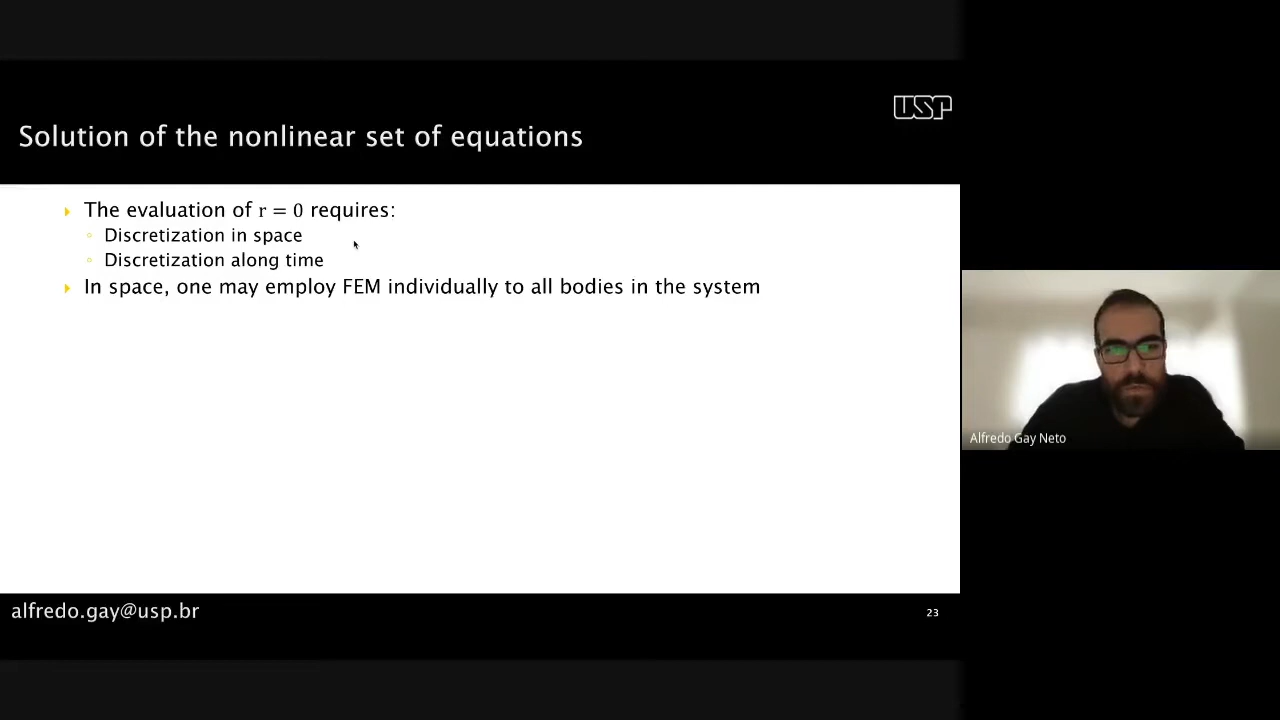 USP
Solution of the nonlinear set of equations
The evaluation of r = 0 requires:
Discretization in space
Discretization along time
In space, one may employ FEM individually to all bodies in the system
Alfredo Gay Neto
alfredo.gay@usp.br
23